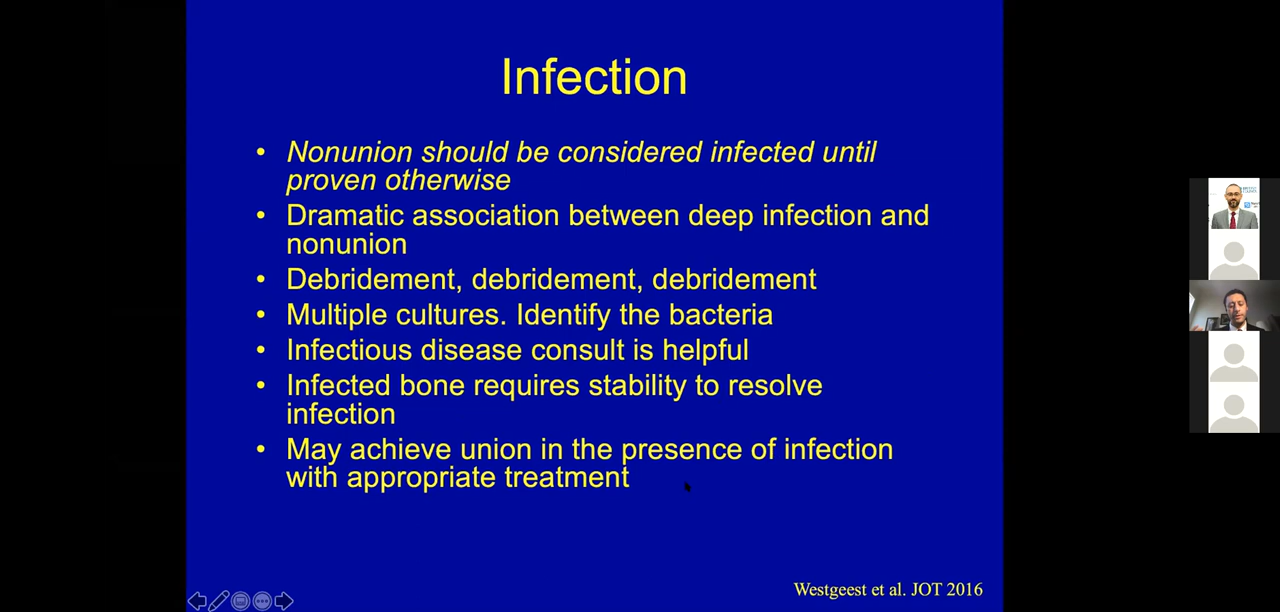 Infection
• Nonunion should be considered infected until
proven otherwise
• Dramatic association between deep infection and
nonunion
• Debridement, debridement, debridement
• Multiple cultures. Identify the bacteria
• Infectious disease consult is helpful
• Infected bone requires stability to resolve
infection
• May achieve union in the presence of infection
with appropriate treatment
Westgeest et al. JOT 2016